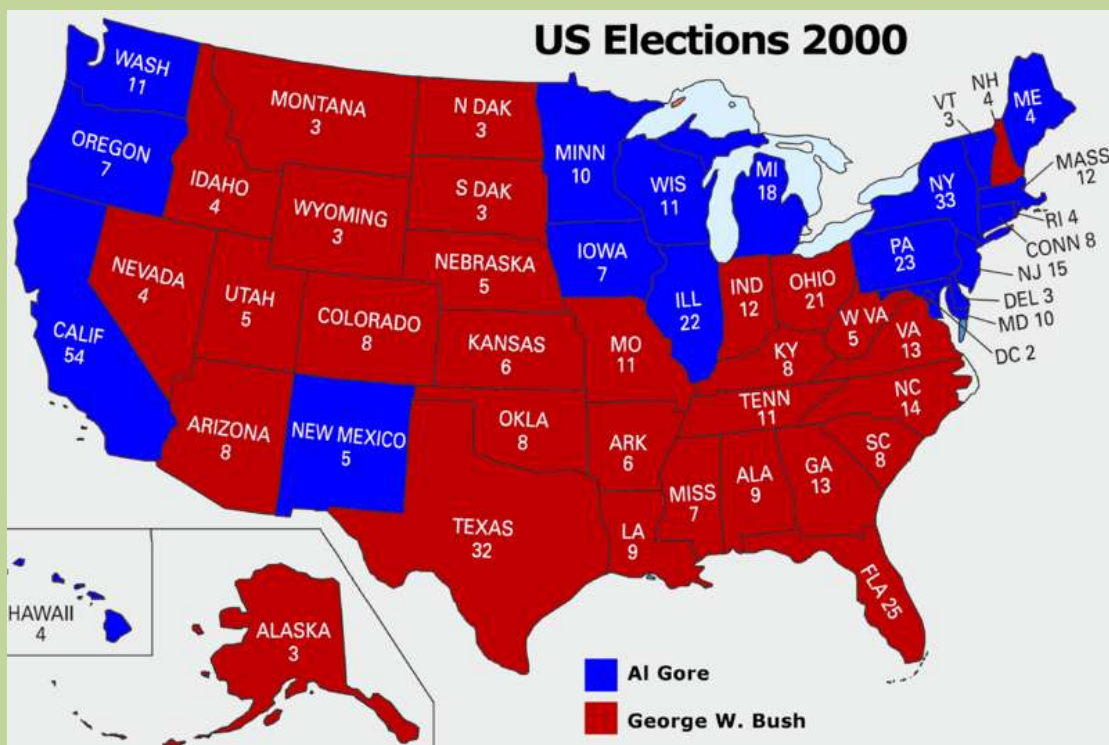 US Elections 2000
WASH
11
OREGON
7
CALIF
54
MONTANA
3
IDAHO
4
WYOMING
3
NEVADA
4
UTAH
5
COLORADO
8
ARIZONA
8
NEW MEXICO
5
N DAK
3
S DAK
3
NEBRASKA
5
KANSAS
6
OKLA
8
TEXAS
32
MINN
10
IOWA
7
MO
11
ARK
6
LA
9
WIS
11
ILL
22
MI
18
IND
12
OHIO
21
KY
8
TENN
11
MISS
7
ALA
9
GA
13
FLA 25
SC
8
NC
14
VA
13
W VA
5
PA
23
NY
33
VT
3
NH
4
ME
4
MASS
12
RI 4
CONN 8
NJ 15
DEL 3
MD 10
DC 2
HAWAII
4
ALASKA
3
Al Gore
George W. Bush